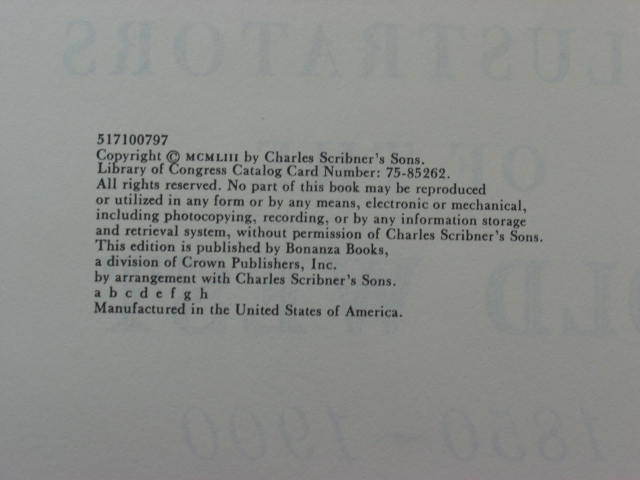 517100797
Copyright © MCMLIII by Charles Scribner's Sons.
Library of Congress Catalog Card Number: 75-85262.
All rights reserved. No part of this book may be reproduced
or utilized in any form or by any means, electronic or mechanical,
including photocopying, recording, or by any information storage
and retrieval system, without permission of Charles Scribner's Sons.
This edition is published by Bonanza Books,
a division of Crown Publishers, Inc.
by arrangement with Charles Scribner's Sons.
a b c d e f g h
Manufactured in the United States of America.